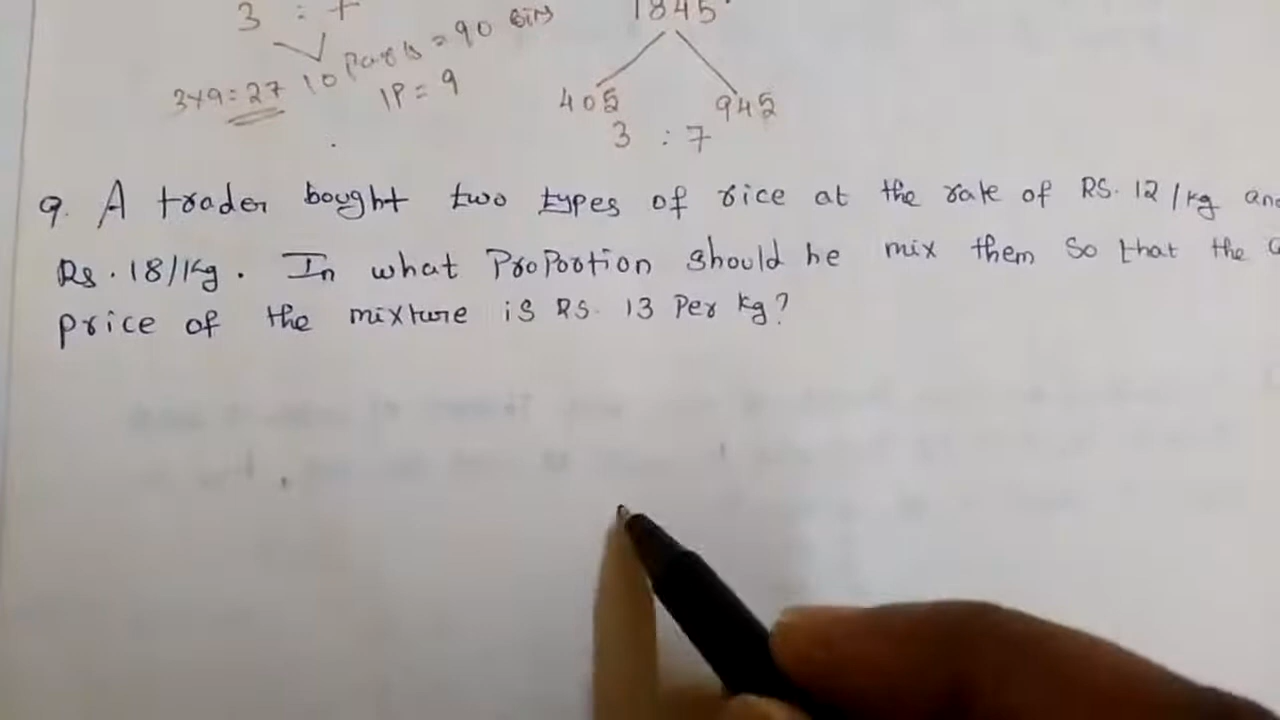 3 : 7
1845
3×9=27 10 Parts = 90 Girls
1P = 9
405 945
3 : 7
9. A trader bought two types of rice at the rate of RS. 12/kg and
Rs. 18/kg. In what Proportion should he mix them so that the
price of the mixture is RS. 13 Per kg?